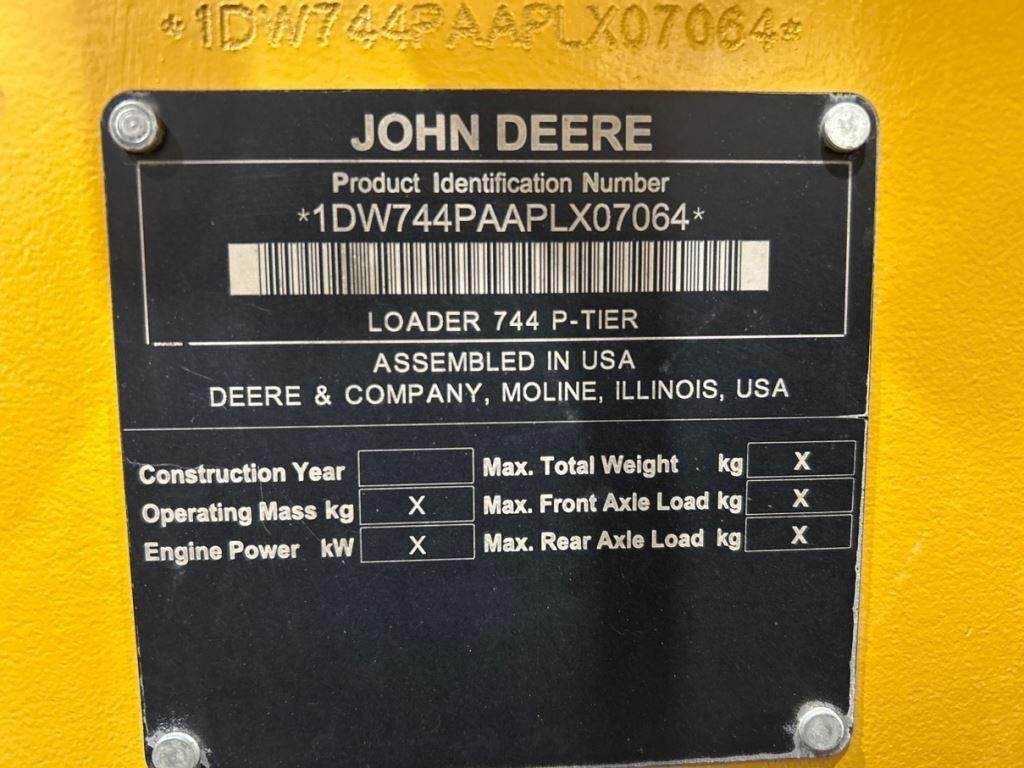 *1DW744PAAPLX07064*
JOHN DEERE
Product Identification Number
*1DW744PAAPLX07064*
LOADER 744 P-TIER
ASSEMBLED IN USA
DEERE & COMPANY, MOLINE, ILLINOIS, USA
Construction Year
Operating Mass kg X
Engine Power kW X
Max. Total Weight kg X
Max. Front Axle Load kg X
Max. Rear Axle Load kg X